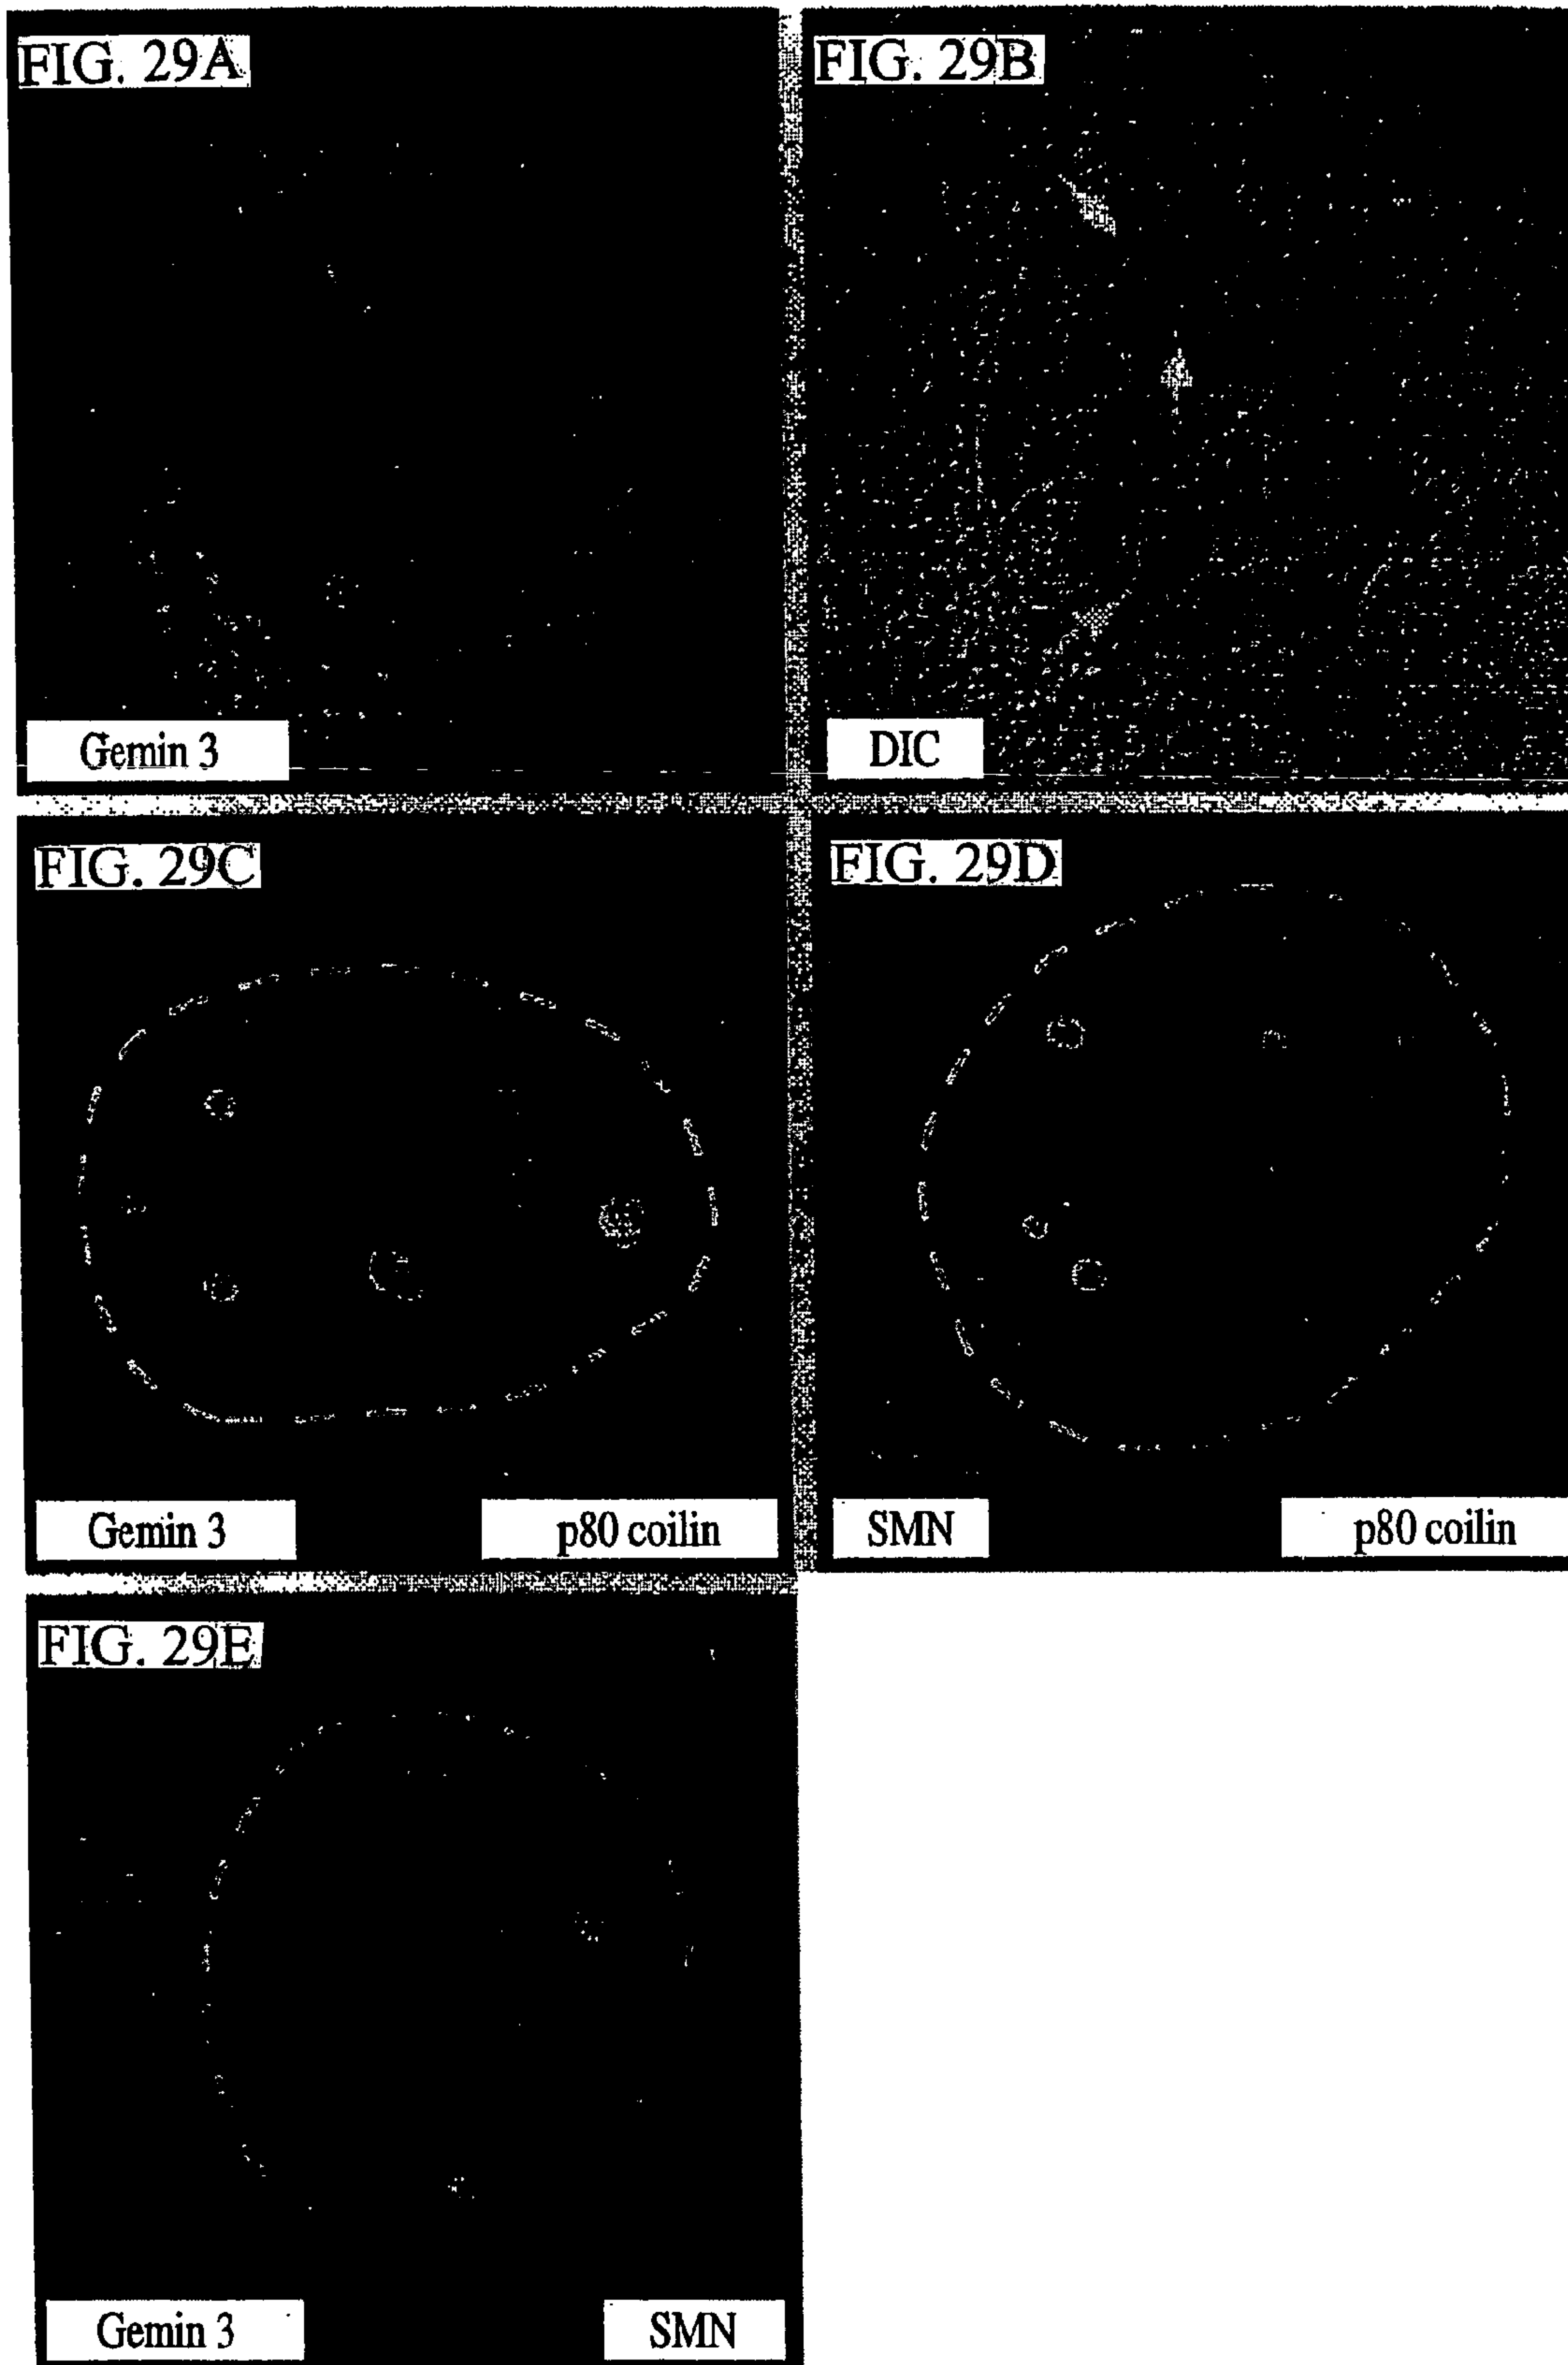 FIG. 29A
FIG. 29B
Gemin 3
DIC
FIG. 29C
FIG. 29D
Gemin 3
p80 coilin
SMN
p80 coilin
FIG. 29E
Gemin 3
SMN